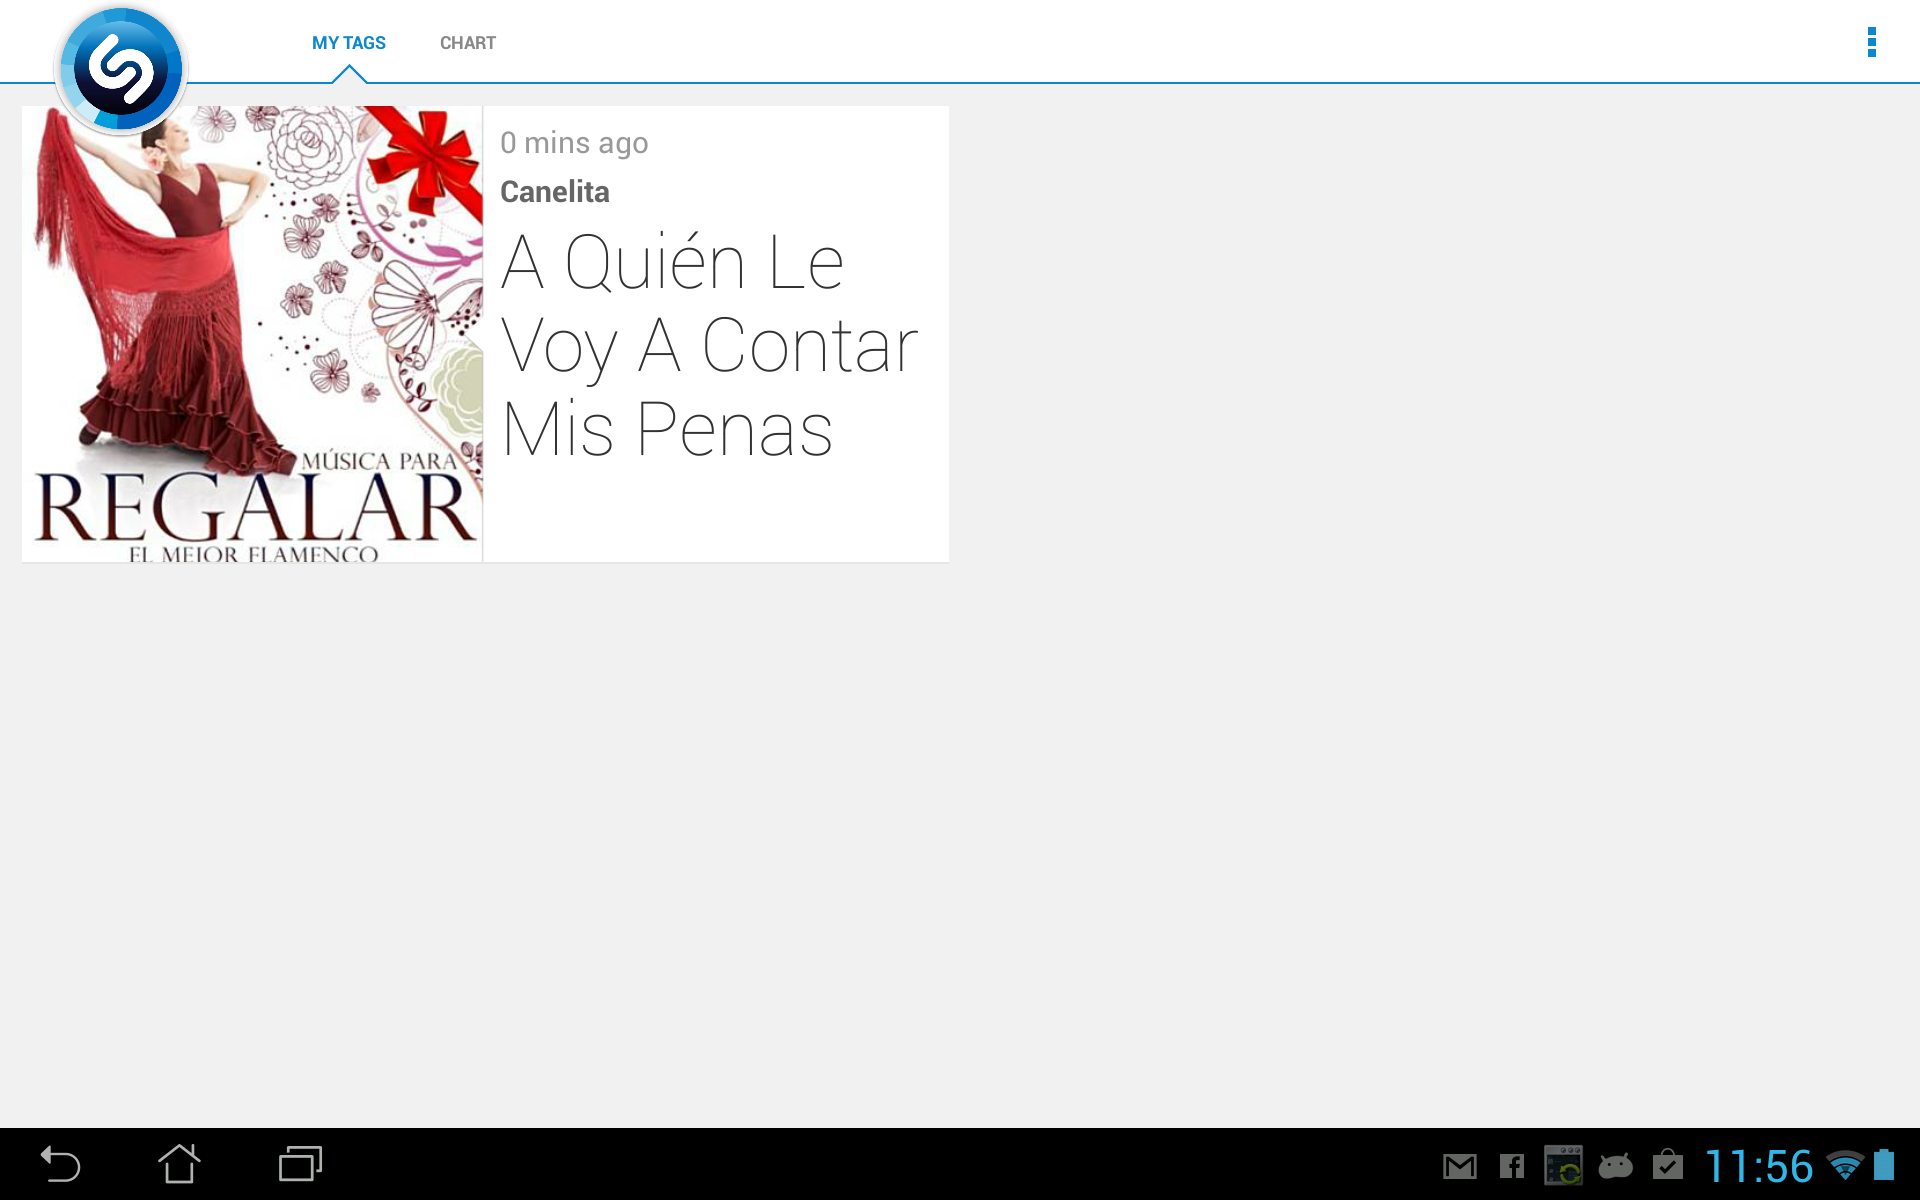 MY TAGS
CHART
0 mins ago
Canelita
A Quién Le
Voy A Contar
Mis Penas
MÚSICA PARA
REGALAR
EL MEJOR FLAMENCO
11:56